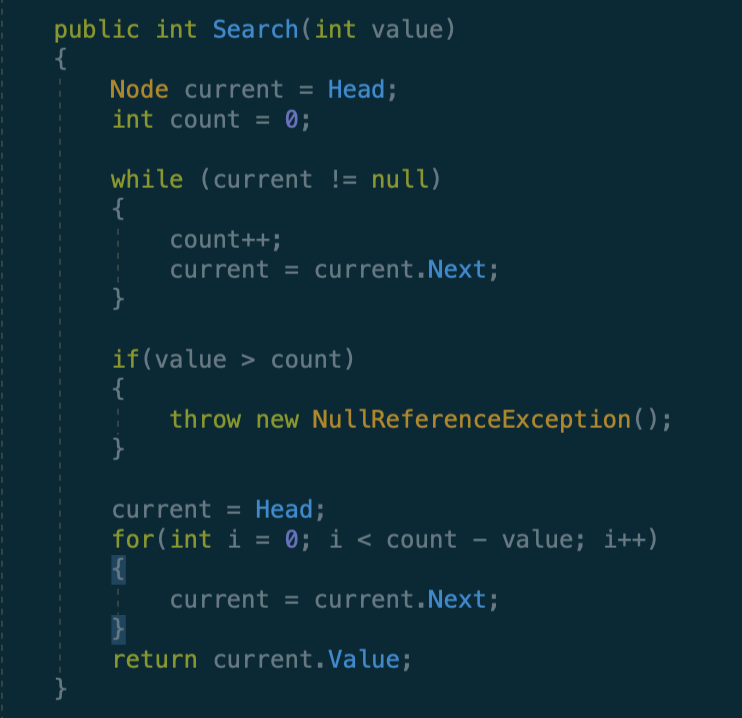 public int Search(int value)
{
Node current = Head;
int count = 0;
while (current != null)
{
count++;
current = current.Next;
}
if(value > count)
{
throw new NullReferenceException();
}
current = Head;
for(int i = 0; i < count - value; i++)
{
current = current.Next;
}
return current.Value;
}